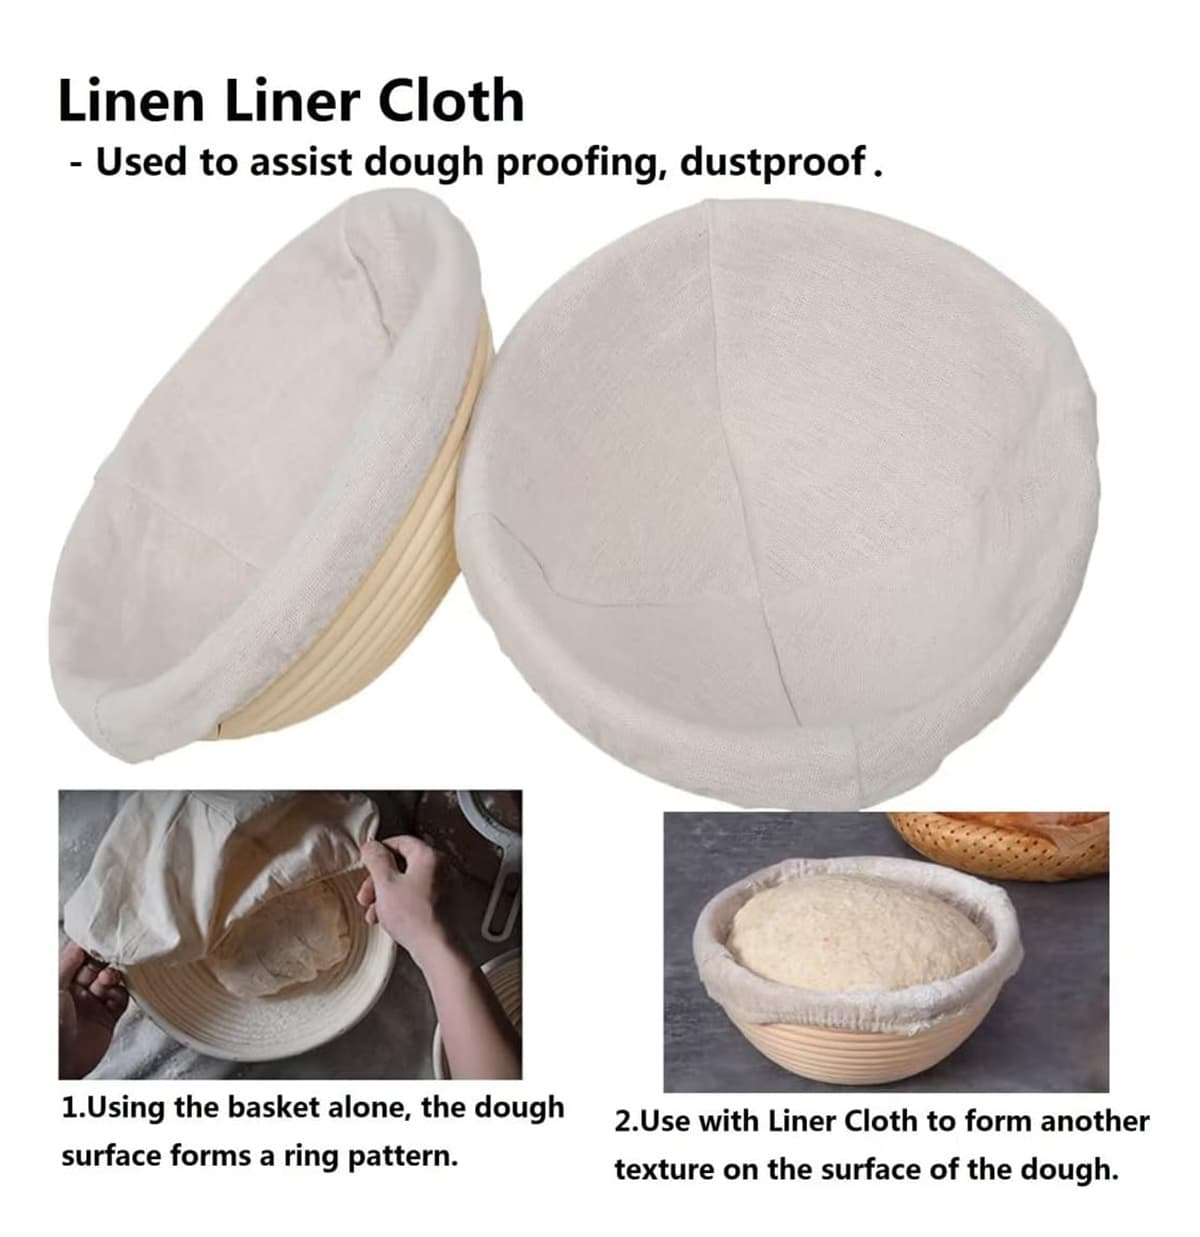 Linen Liner Cloth
- Used to assist dough proofing, dustproof.
1.Using the basket alone, the dough
surface forms a ring pattern.
2.Use with Liner Cloth to form another
texture on the surface of the dough.